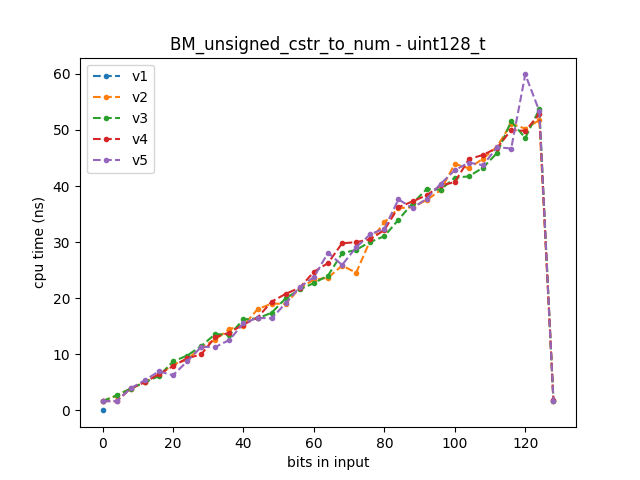 BM_unsigned_cstr_to_num - uint128_t
v1
v2
v3
v4
v5
cpu time (ns)
60
50
40
30
20
10
0
0 20 40 60 80 100 120
bits in input